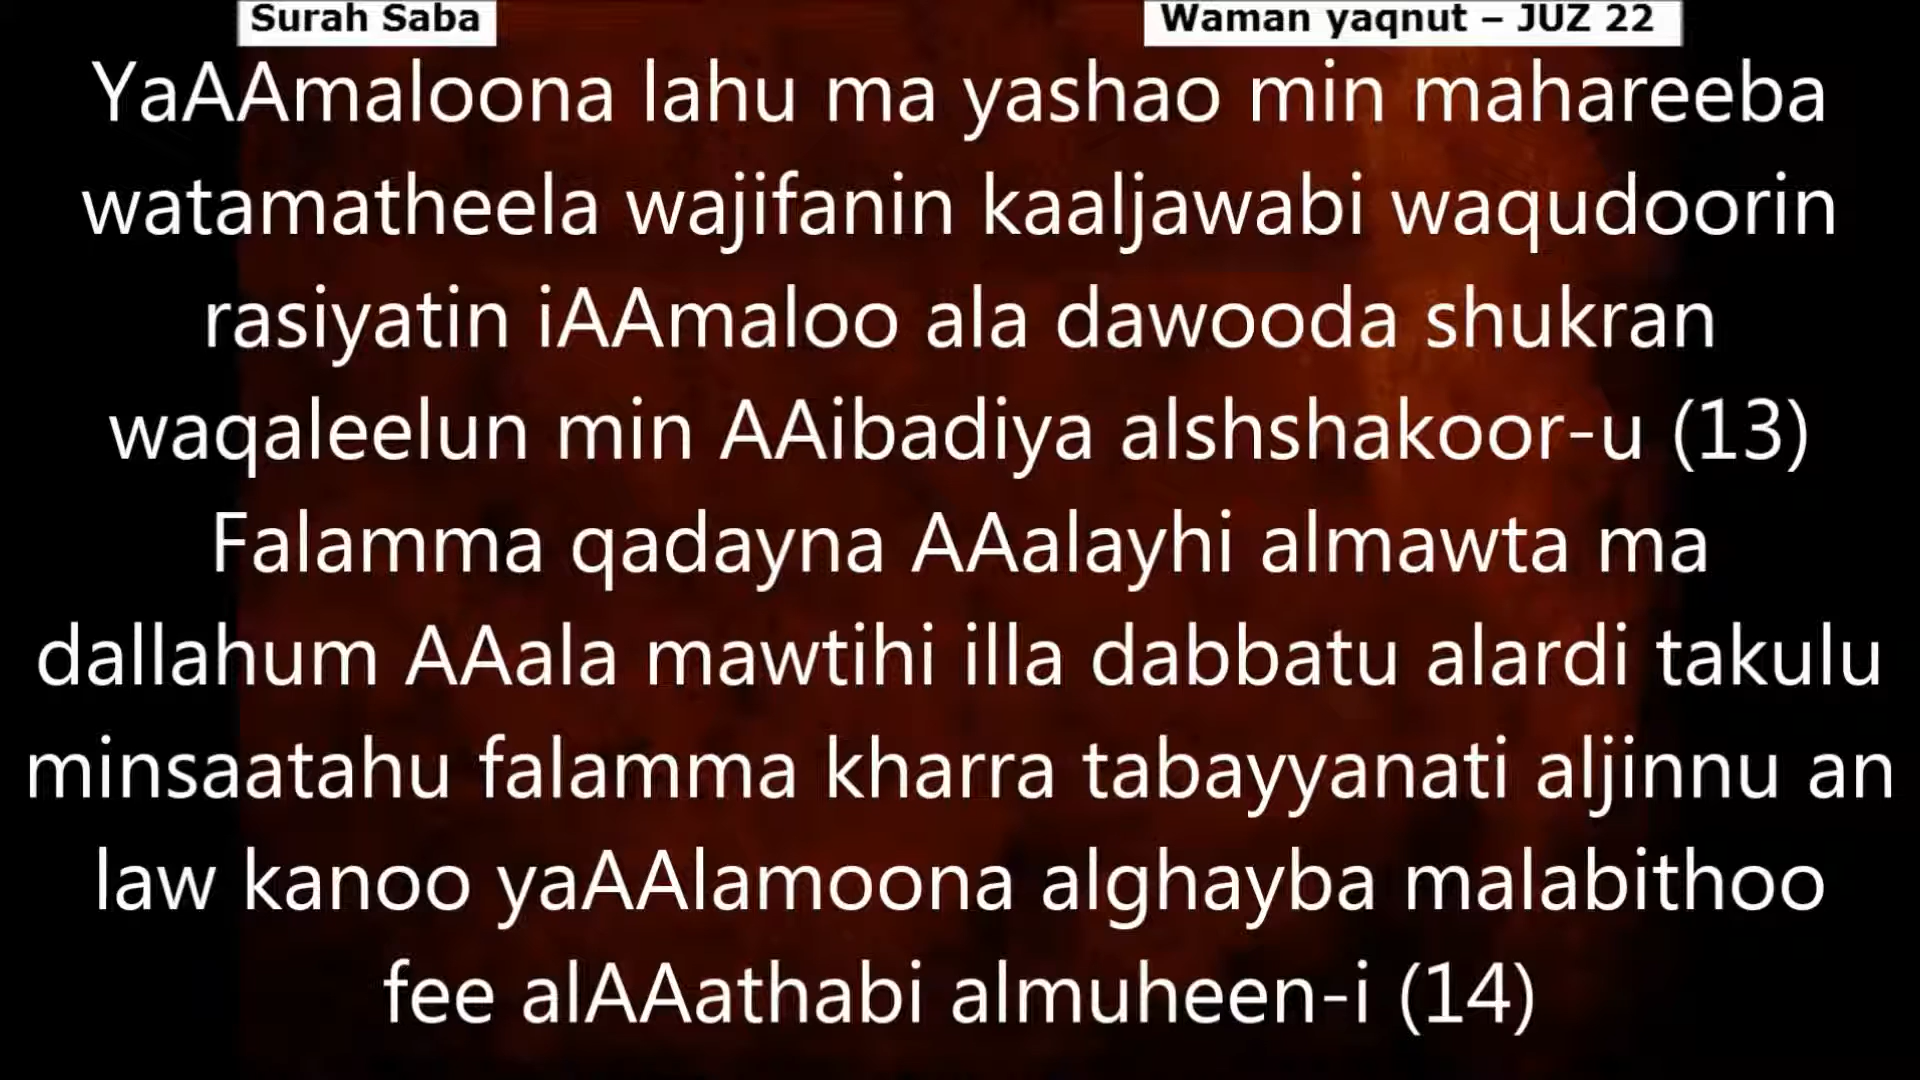 Surah Saba
Waman yaqnut – JUZ 22
YaAAmaloona lahu ma yashao min mahareeba
watamatheela wajifanin kaaljawabi waqudoorin
rasiyatin iAAmaloo ala dawooda shukran
waqaleelun min AAibadiya alshshakoor-u (13)
Falamma qadayna AAalayhi almawta ma
dallahum AAala mawtihi illa dabbatu alardi takulu
minsaatahu falamma kharra tabayyanati aljinnu an
law kanoo yaAAlamoona alghayba malabithoo
fee alAAathabi almuheen-i (14)